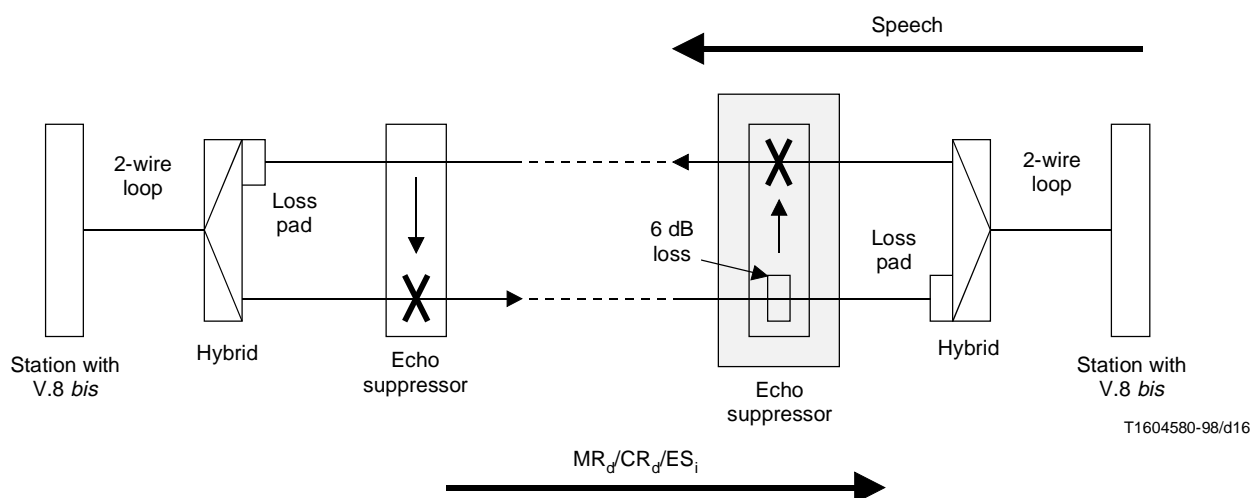 Speech
2-wire
loop
Loss
pad
6 dB
loss
Loss
pad
2-wire
loop
Station with
V.8 bis
Hybrid
Echo
suppressor
Echo
suppressor
Hybrid
Station with
V.8 bis
T1604580-98/d16
MRd/CRd/ESi